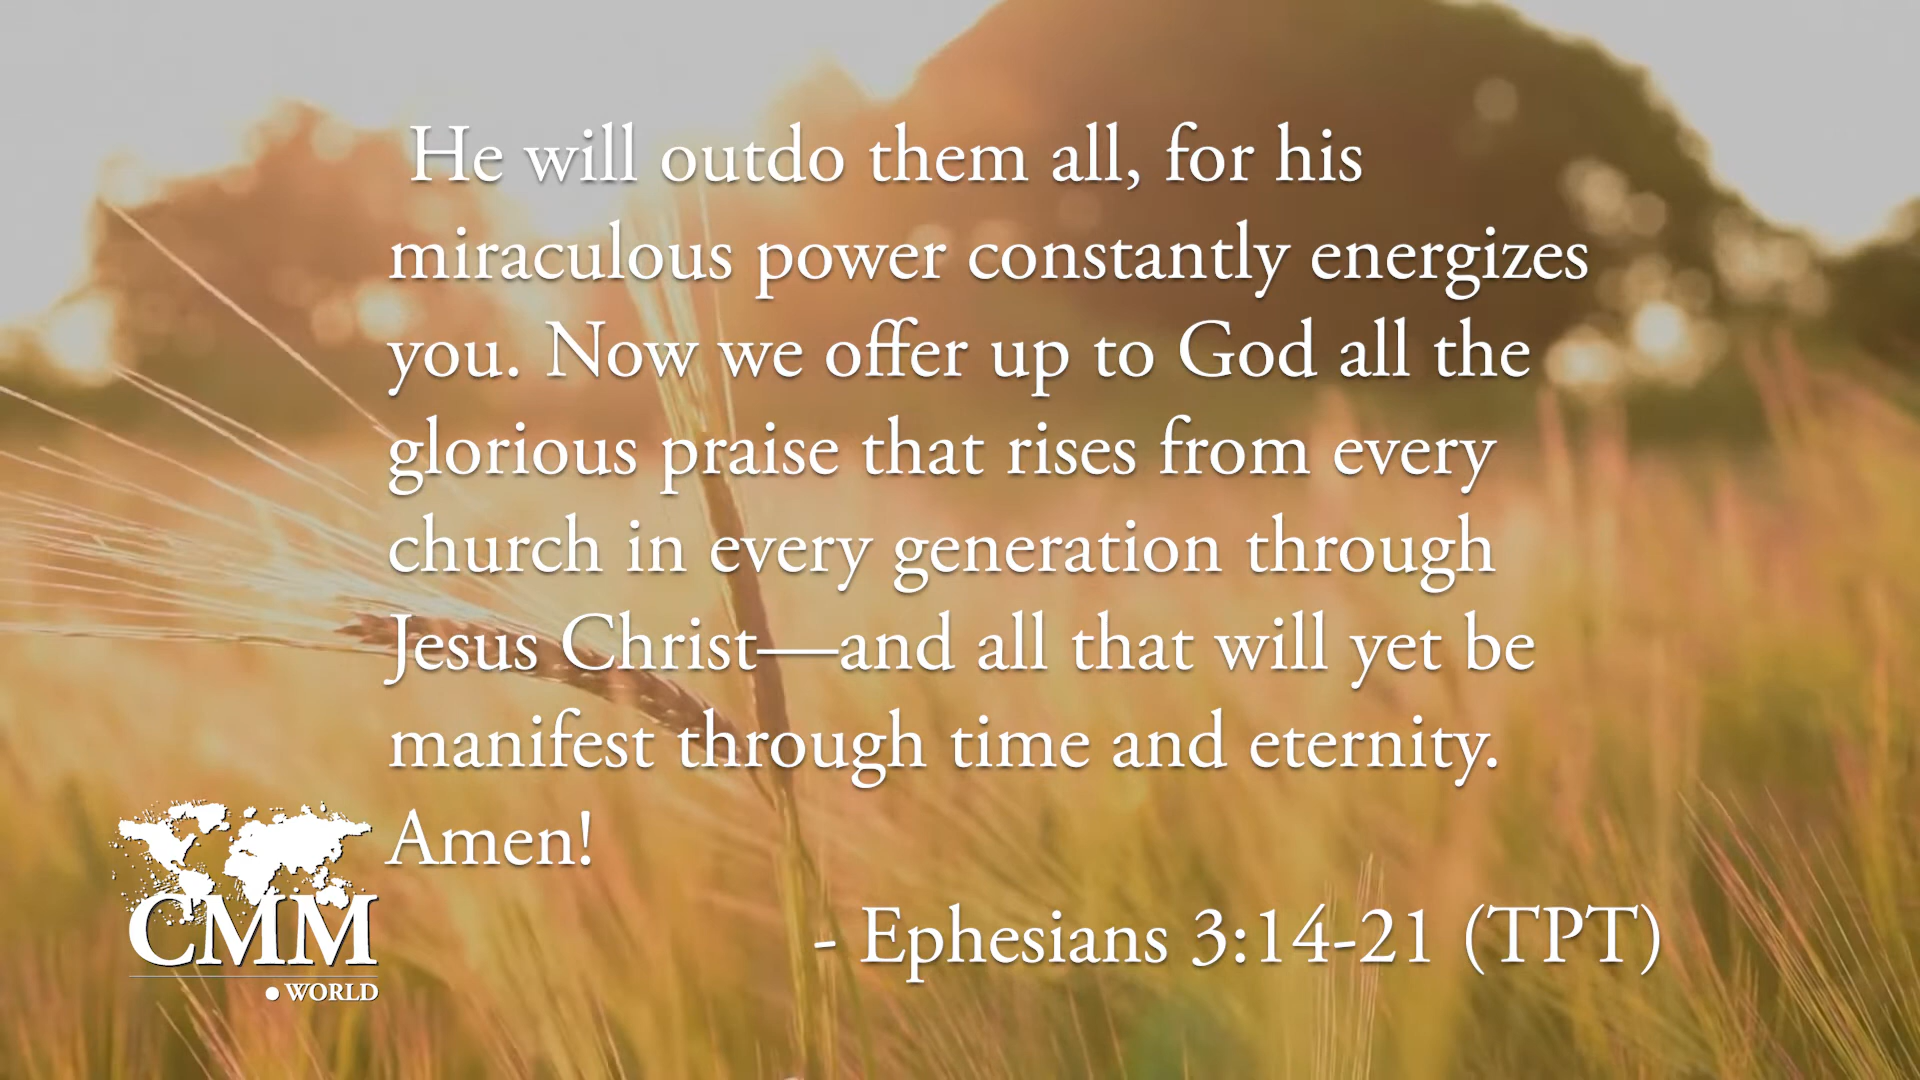 He will outdo them all, for his
miraculous power constantly energizes
you. Now we offer up to God all the
glorious praise that rises from every
church in every generation through
Jesus Christ—and all that will yet be
manifest through time and eternity.
Amen!
- Ephesians 3:14-21 (TPT)
CMM
.WORLD